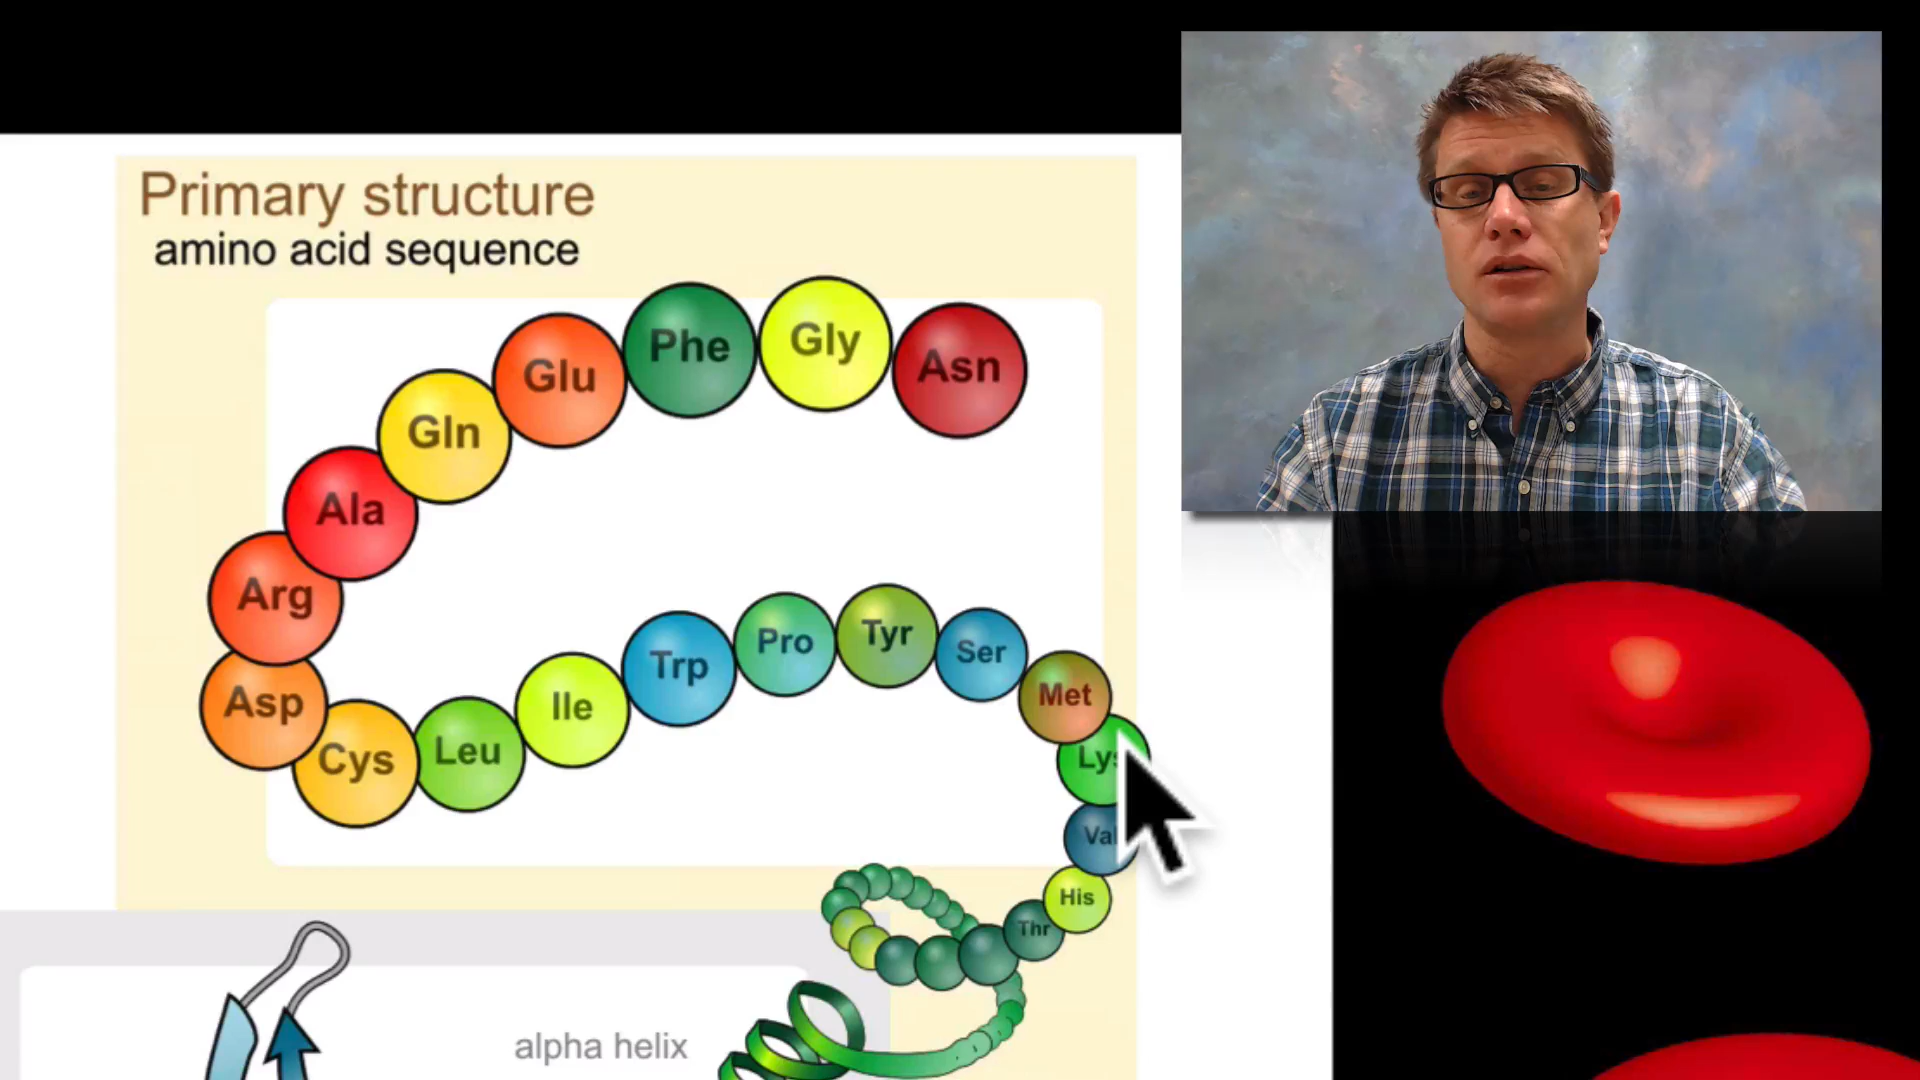 Primary structure
amino acid sequence
Asn
Gly
Phe
Glu
Gln
Ala
Arg
Asp
Cys
Leu
Ile
Trp
Pro
Tyr
Ser
Met
Lys
Val
His
Thr
alpha helix